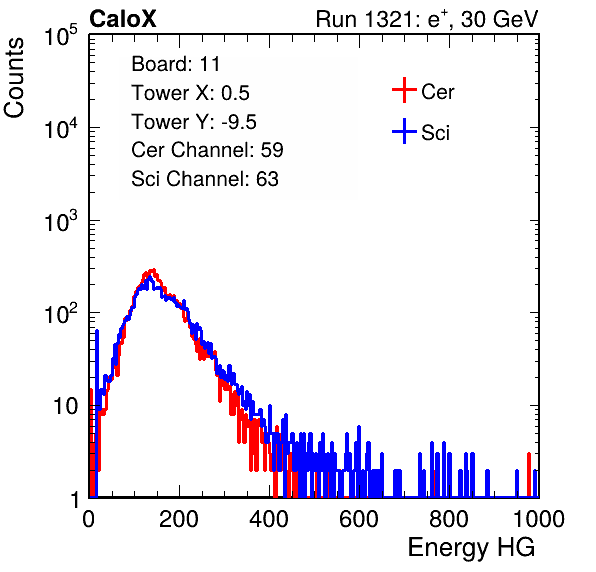 CaloX Run 1321: e⁺, 30 GeV
Counts
10⁵
10⁴
10³
10²
10
1
Board: 11
Tower X: 0.5
Tower Y: -9.5
Cer Channel: 59
Sci Channel: 63
Cer
Sci
0 200 400 600 800 1000
Energy HG